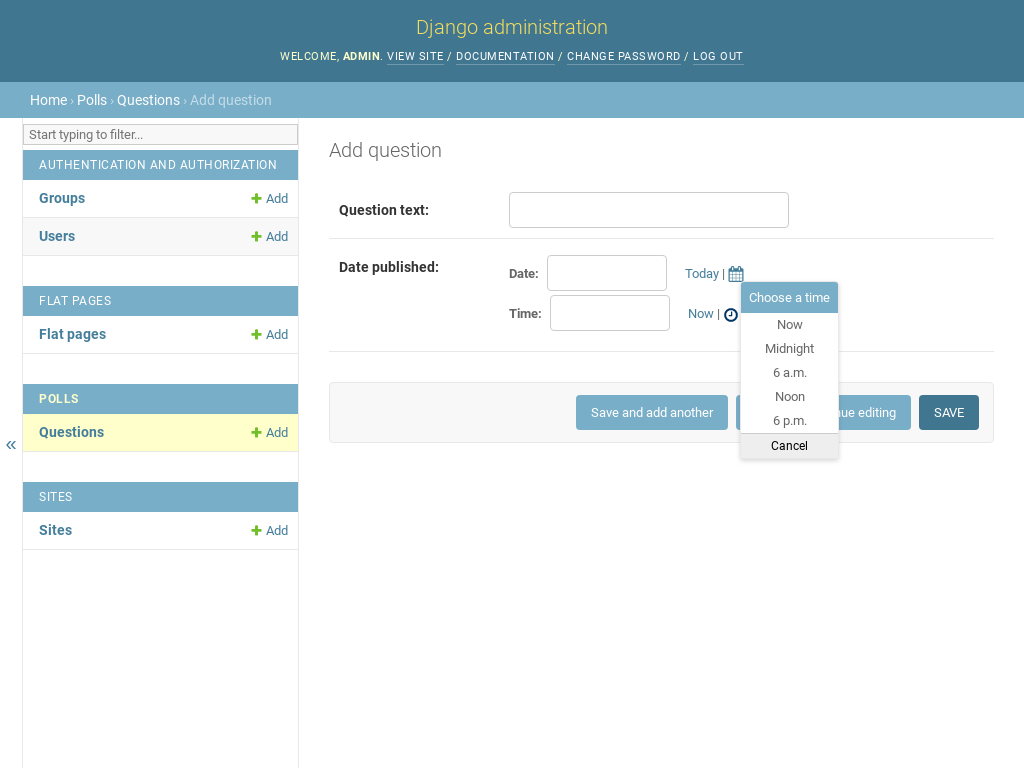 Django administration
WELCOME, ADMIN. VIEW SITE / DOCUMENTATION / CHANGE PASSWORD / LOG OUT
Home › Polls › Questions › Add question
Start typing to filter...
AUTHENTICATION AND AUTHORIZATION
Groups Add
Users Add
FLAT PAGES
Flat pages Add
POLLS
Questions Add
SITES
Sites Add
«
Add question
Question text:
Date published:
Date: Today |
Time: Now |
Choose a time
Now
Midnight
6 a.m.
Noon
6 p.m.
Cancel
Save and add another
editing
SAVE